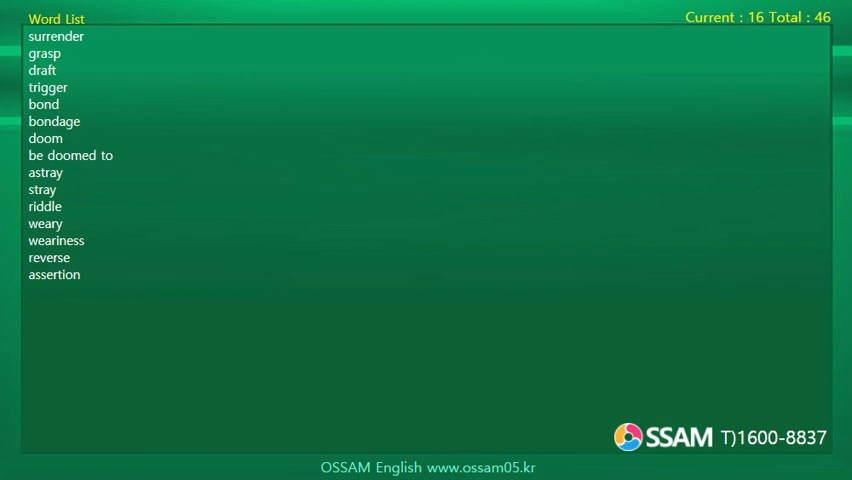 Word List
Current : 16 Total : 46
surrender
grasp
draft
trigger
bond
bondage
doom
be doomed to
astray
stray
riddle
weary
weariness
reverse
assertion
SSAM T)1600-8837
OSSAM English www.ossam05.kr